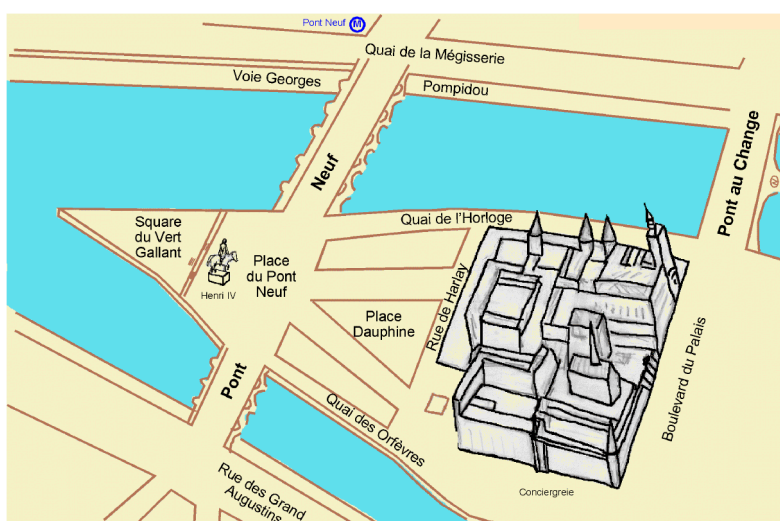 Pont Neuf M
Quai de la Mégisserie
Voie Georges
Pompidou
Neuf
Pont au Change
Quai de l'Horloge
Square
du Vert
Gallant
Place
du Pont
Neuf
Henri IV
Rue de Harlay
Place
Dauphine
Boulevard du Palais
Pont
Quai des Orfèvres
Rue des Grand
Augustins
Conciergreie